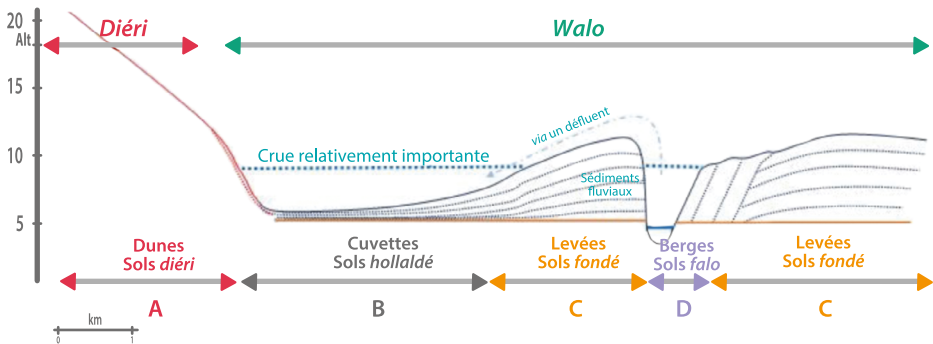 20
Alt.
15
10
5
Diéri
Walo
via un défluent
Crue relativement importante
Sédiments
fluviaux
Dunes
Sols diéri
Cuvettes
Sols hollaldé
Levées
Sols fondé
Berges
Sols falo
Levées
Sols fondé
A
B
C
D
C
km
0 1